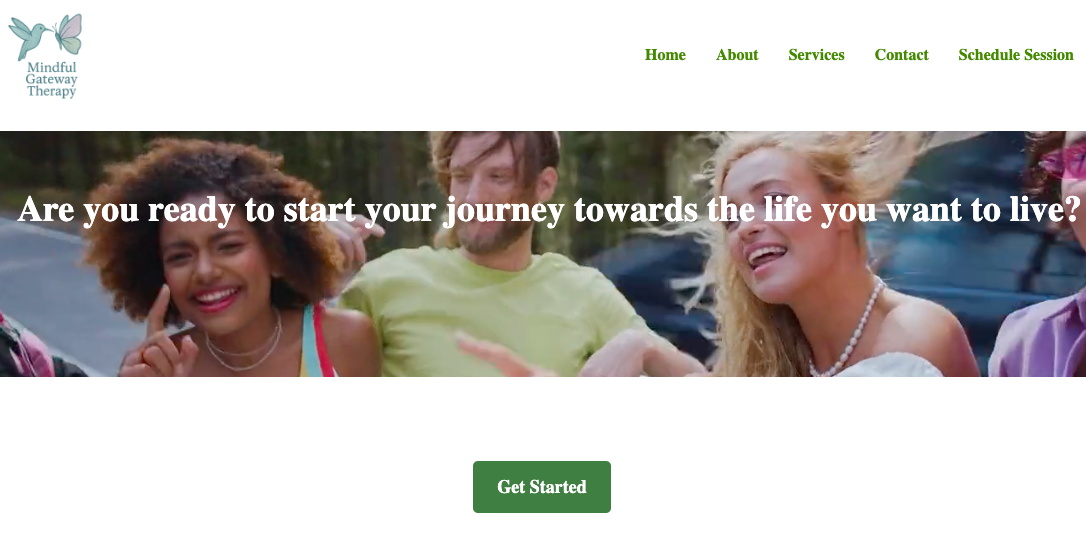 Mindful
Gateway
Therapy
Home About Services Contact Schedule Session
Are you ready to start your journey towards the life you want to live?
Get Started